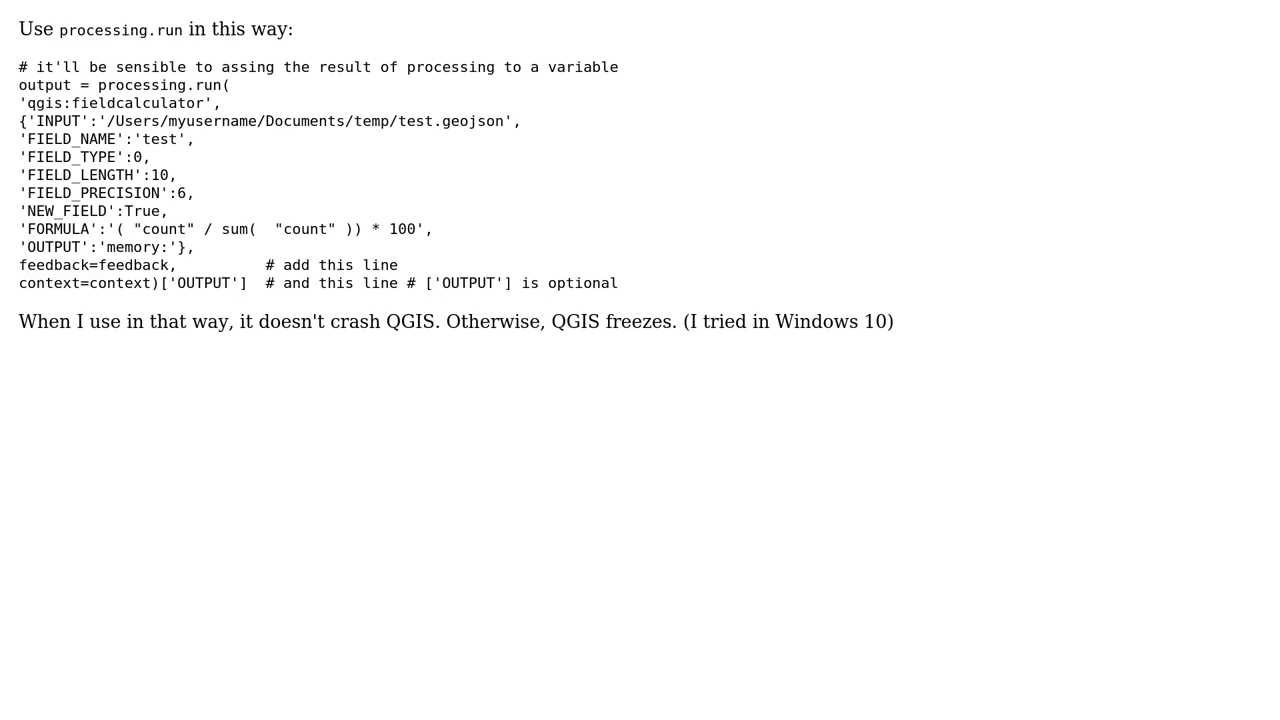 Use processing.run in this way:
# it'll be sensible to assing the result of processing to a variable
output = processing.run(
'qgis:fieldcalculator',
{'INPUT':'/Users/myusername/Documents/temp/test.geojson',
'FIELD_NAME':'test',
'FIELD_TYPE':0,
'FIELD_LENGTH':10,
'FIELD_PRECISION':6,
'NEW_FIELD':True,
'FORMULA':'( "count" / sum(  "count" )) * 100',
'OUTPUT':'memory:'},
feedback=feedback,          # add this line
context=context)['OUTPUT']  # and this line # ['OUTPUT'] is optional
When I use in that way, it doesn't crash QGIS. Otherwise, QGIS freezes. (I tried in Windows 10)